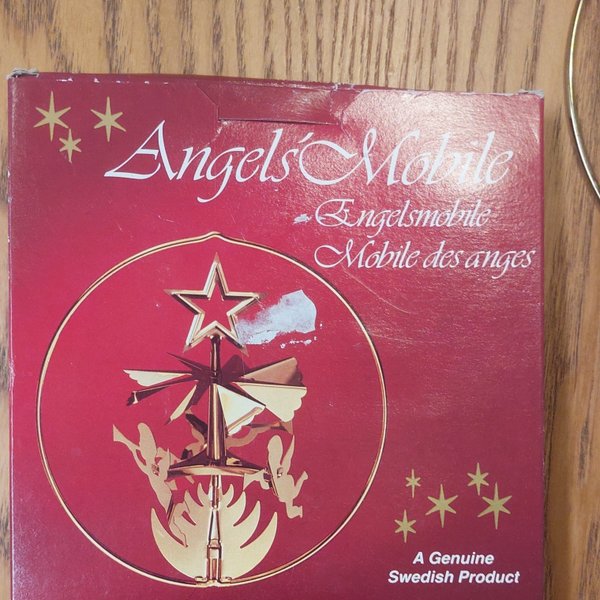 Angels' Mobile
Engelsmobile
Mobile des anges
A Genuine
Swedish Product